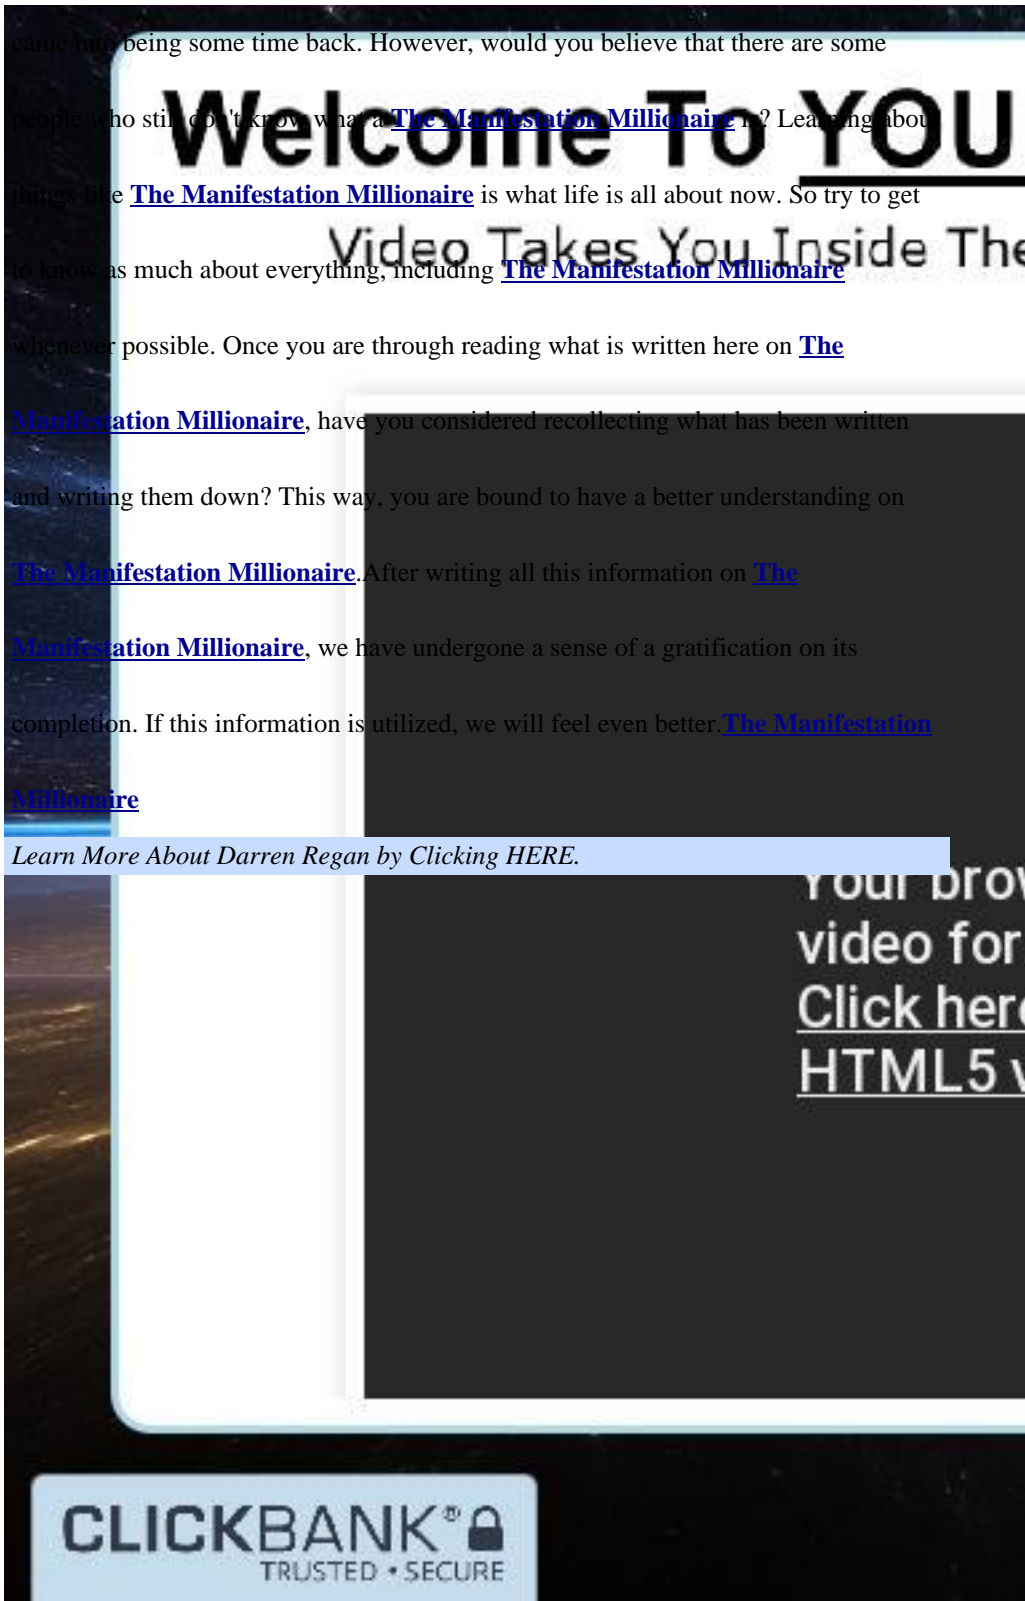 came into being some time back. However, would you believe that there are some
Welcome To YOU
people who still don't know what a The Manifestation Millionaire is? Learning about
things like The Manifestation Millionaire is what life is all about now. So try to get
Video Takes You Inside The
to know as much about everything, including The Manifestation Millionaire
whenever possible. Once you are through reading what is written here on The
Manifestation Millionaire, have you considered recollecting what has been written
and writing them down? This way, you are bound to have a better understanding on
The Manifestation Millionaire.After writing all this information on The
Manifestation Millionaire, we have undergone a sense of a gratification on its
completion. If this information is utilized, we will feel even better.The Manifestation
Millionaire
Learn More About Darren Regan by Clicking HERE.
Your brow
video for
Click here
HTML5 v
CLICKBANK®
TRUSTED • SECURE